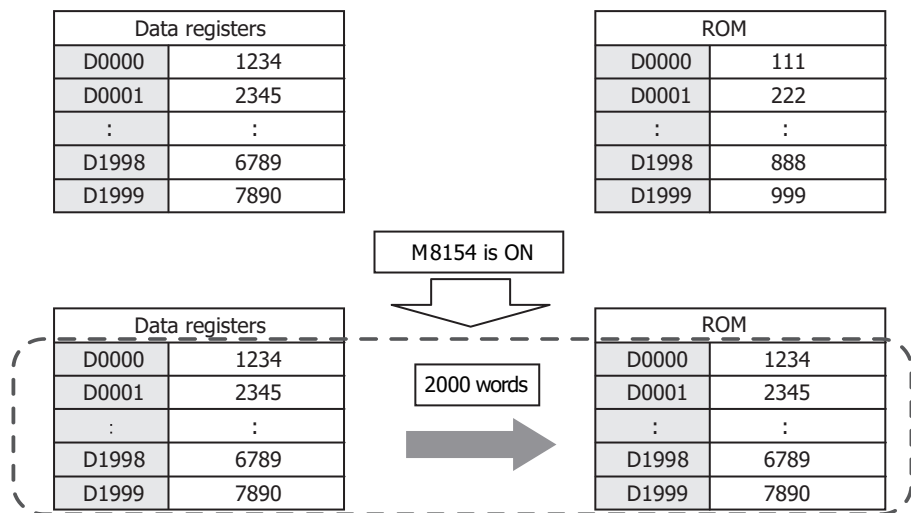 Data registers
D0000 1234
D0001 2345
: :
D1998 6789
D1999 7890
ROM
D0000 111
D0001 222
: :
D1998 888
D1999 999
M8154 is ON
Data registers
D0000 1234
D0001 2345
: :
D1998 6789
D1999 7890
2000 words
ROM
D0000 1234
D0001 2345
: :
D1998 6789
D1999 7890